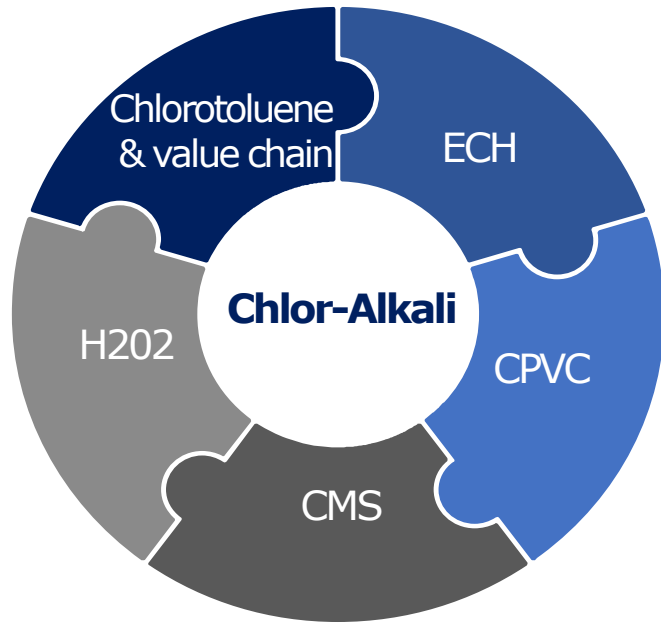 Chlorotoluene
& value chain
ECH
Chlor-Alkali
H202
CPVC
CMS